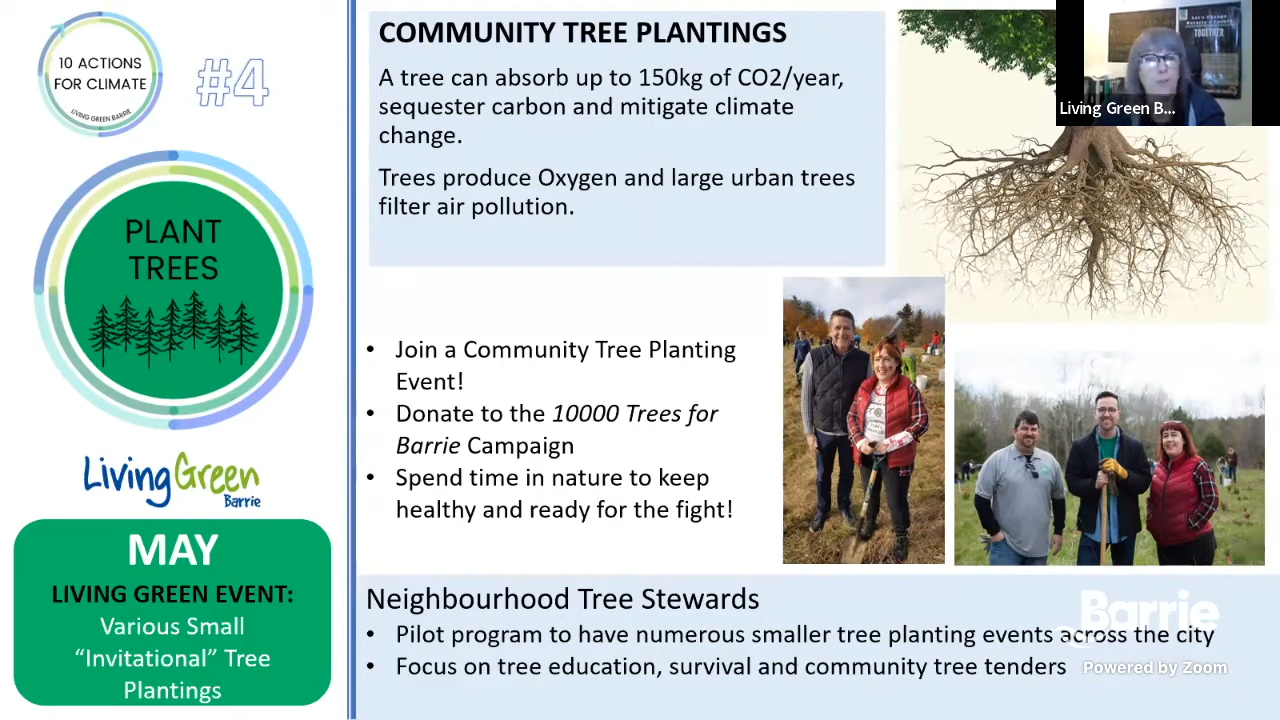 10 ACTIONS
FOR CLIMATE
LIVING GREEN BARRIE
#4
PLANT
TREES
Living Green
Barrie
MAY
LIVING GREEN EVENT:
Various Small
“Invitational” Tree
Plantings
COMMUNITY TREE PLANTINGS
A tree can absorb up to 150kg of CO2/year,
sequester carbon and mitigate climate
change.
Trees produce Oxygen and large urban trees
filter air pollution.
• Join a Community Tree Planting
Event!
• Donate to the 10000 Trees for
Barrie Campaign
• Spend time in nature to keep
healthy and ready for the fight!
Neighbourhood Tree Stewards
• Pilot program to have numerous smaller tree planting events across the city
• Focus on tree education, survival and community tree tenders
TOGETHER
Living Green B...
Barrie
Powered by Zoom